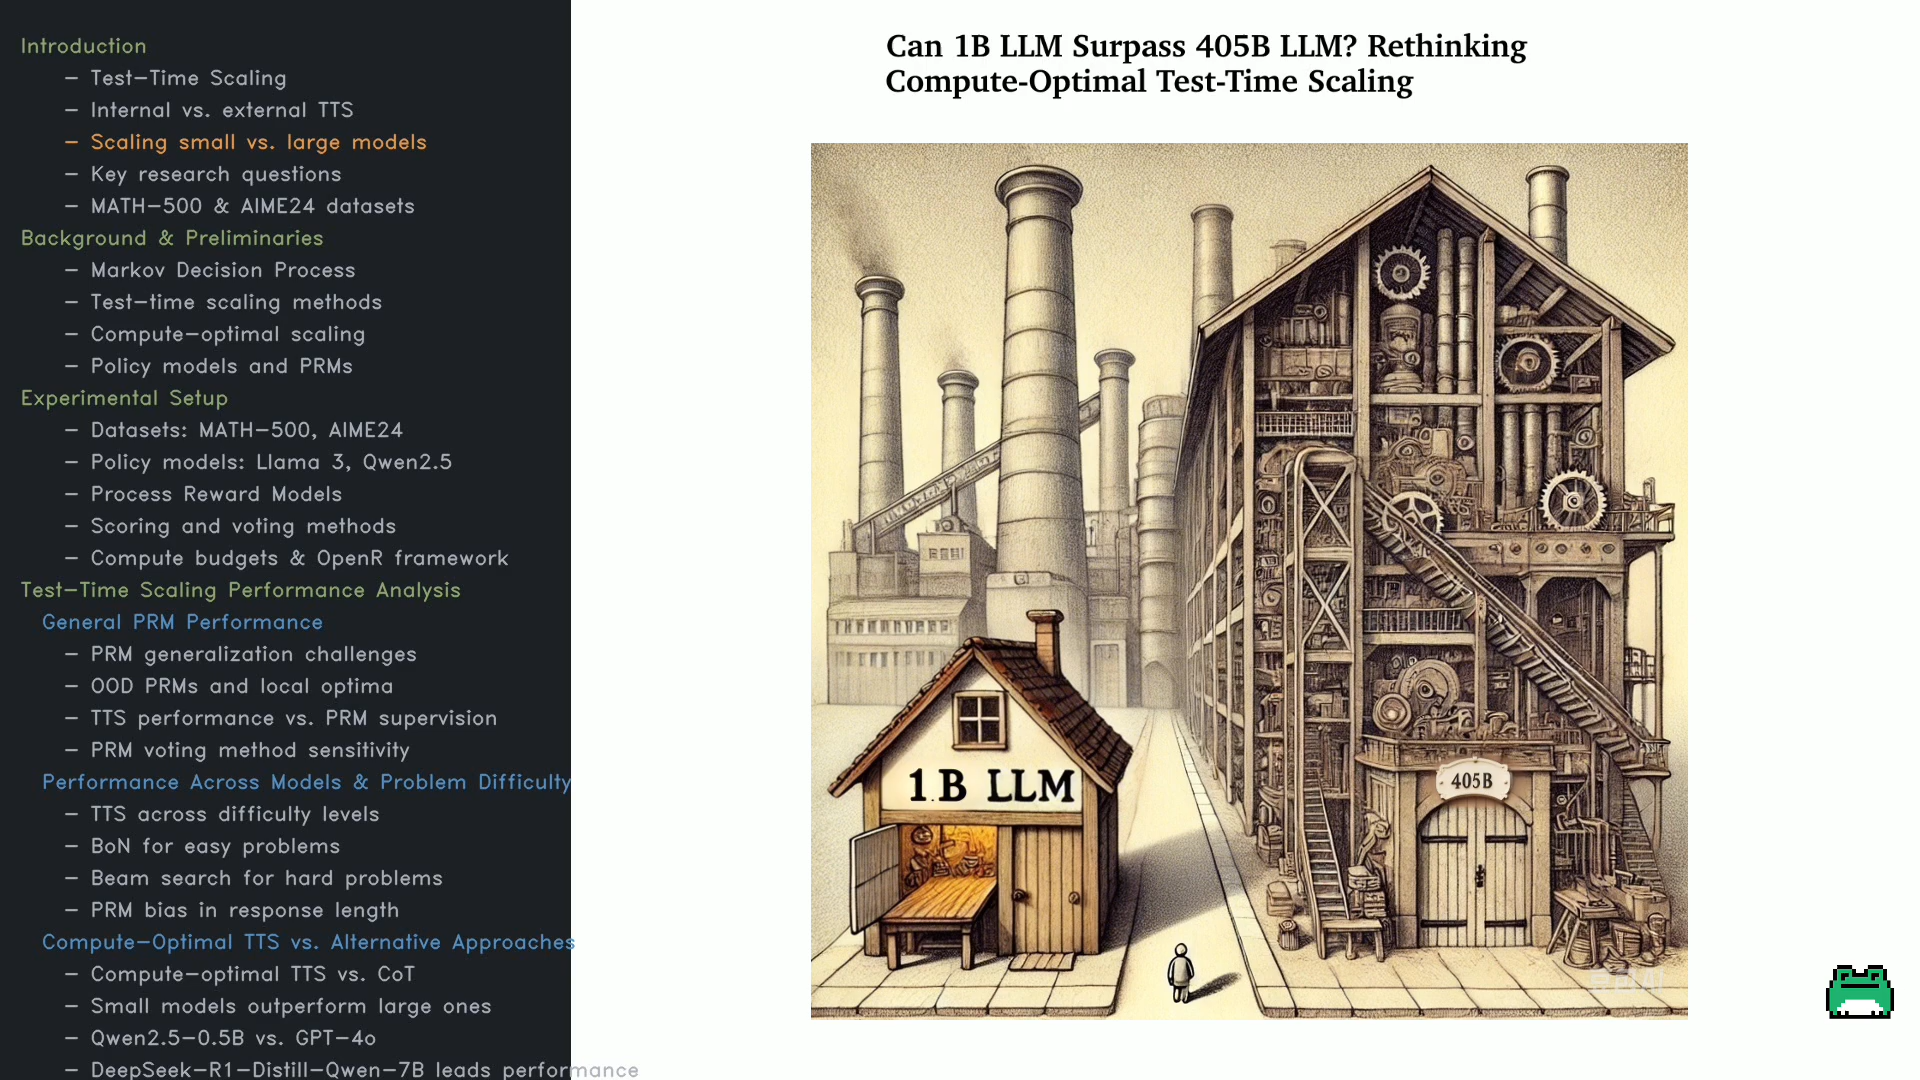 Introduction
– Test-Time Scaling
– Internal vs. external TTS
– Scaling small vs. large models
– Key research questions
– MATH-500 & AIME24 datasets
Background & Preliminaries
– Markov Decision Process
– Test-time scaling methods
– Compute-optimal scaling
– Policy models and PRMs
Experimental Setup
– Datasets: MATH-500, AIME24
– Policy models: Llama 3, Qwen2.5
– Process Reward Models
– Scoring and voting methods
– Compute budgets & OpenR framework
Test-Time Scaling Performance Analysis
General PRM Performance
– PRM generalization challenges
– OOD PRMs and local optima
– TTS performance vs. PRM supervision
– PRM voting method sensitivity
Performance Across Models & Problem Difficulty
– TTS across difficulty levels
– BoN for easy problems
– Beam search for hard problems
– PRM bias in response length
Compute-Optimal TTS vs. Alternative Approaches
– Compute-optimal TTS vs. CoT
– Small models outperform large ones
– Qwen2.5-0.5B vs. GPT-4o
– DeepSeek-R1-Distill-Qwen-7B leads performance
Can 1B LLM Surpass 405B LLM? Rethinking
Compute-Optimal Test-Time Scaling
1.B LLM
405B